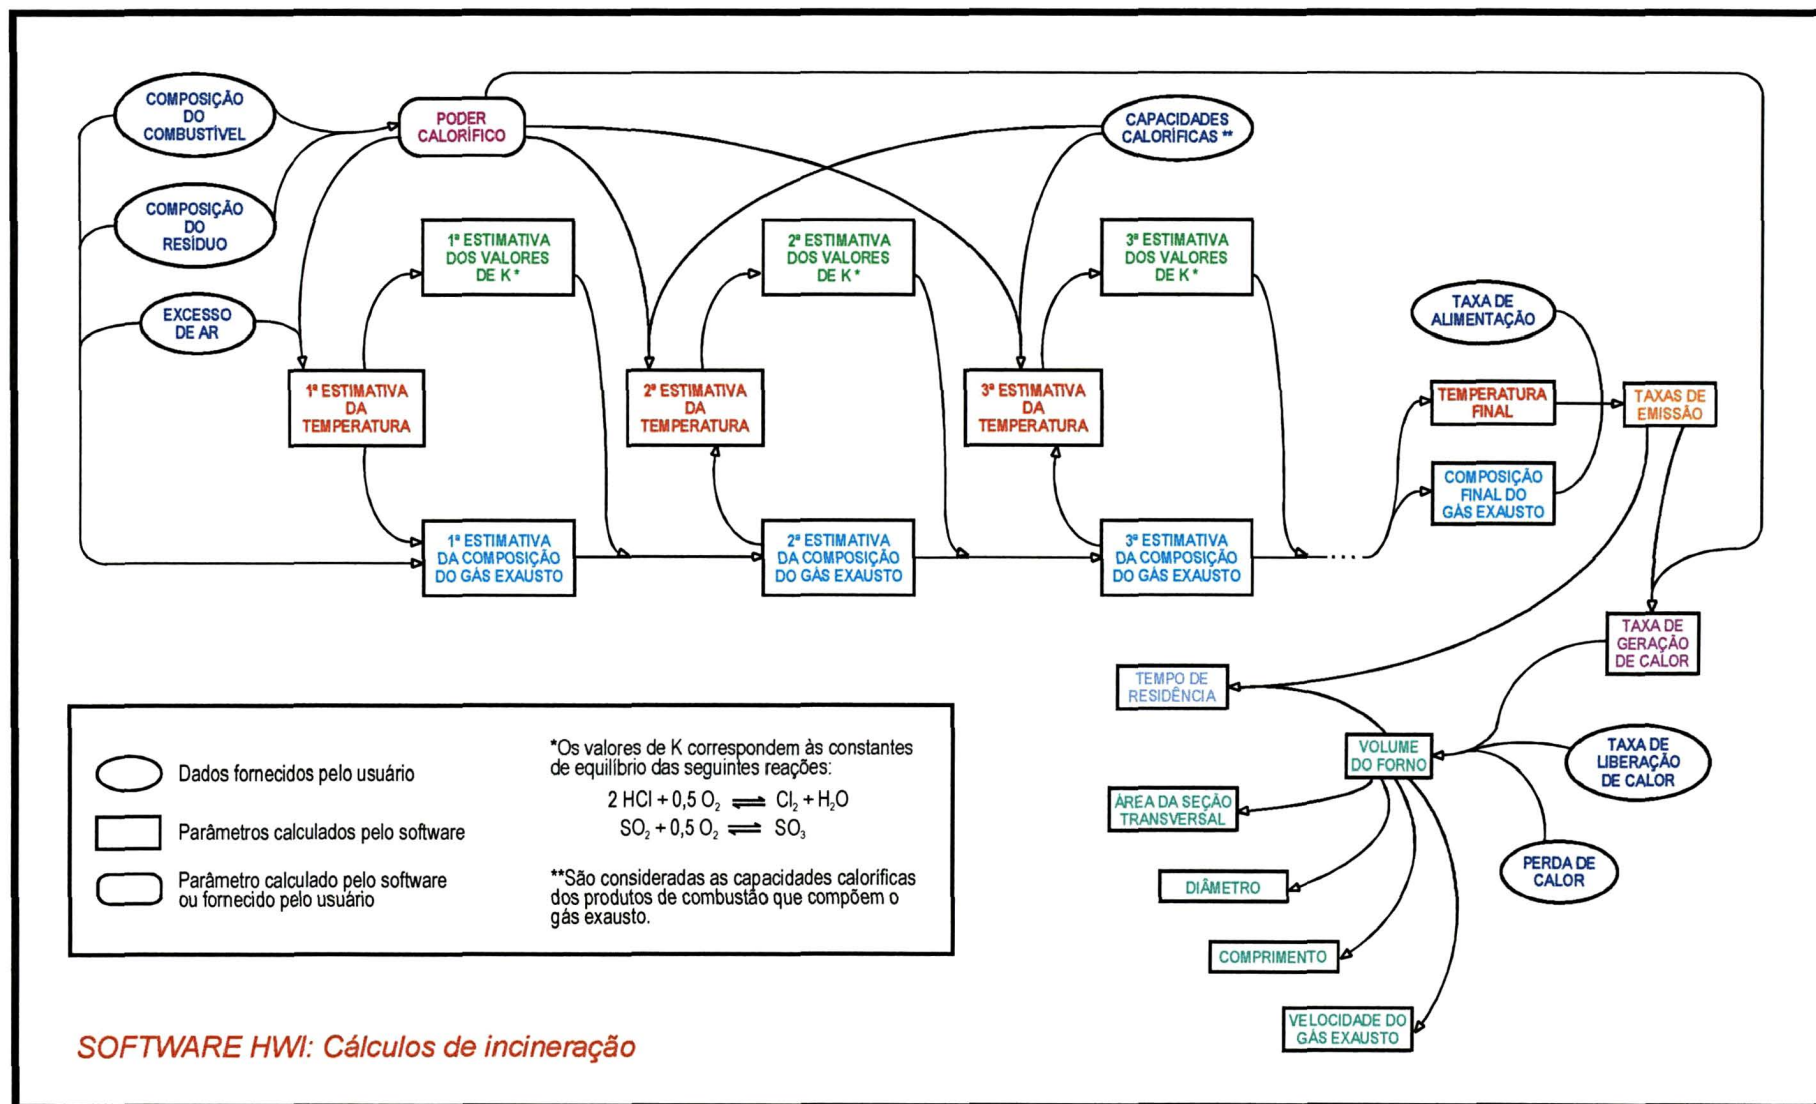 COMPOSIÇÃO
DO
COMBUSTÍVEL
PODER
CALORÍFICO
CAPACIDADES
CALORÍFICAS **
COMPOSIÇÃO
DO
RESÍDUO
1ª ESTIMATIVA
DOS VALORES
DE K *
2ª ESTIMATIVA
DOS VALORES
DE K *
3ª ESTIMATIVA
DOS VALORES
DE K *
EXCESSO
DE AR
TAXA DE
ALIMENTAÇÃO
1ª ESTIMATIVA
DA
TEMPERATURA
2ª ESTIMATIVA
DA
TEMPERATURA
3ª ESTIMATIVA
DA
TEMPERATURA
TEMPERATURA
FINAL
TAXAS DE
EMISSÃO
COMPOSIÇÃO
FINAL DO
GÁS EXAUSTO
1ª ESTIMATIVA
DA COMPOSIÇÃO
DO GÁS EXAUSTO
2ª ESTIMATIVA
DA COMPOSIÇÃO
DO GÁS EXAUSTO
3ª ESTIMATIVA
DA COMPOSIÇÃO
DO GÁS EXAUSTO
TAXA DE
GERAÇÃO
DE CALOR
TEMPO DE
RESIDÊNCIA
VOLUME
DO FORNO
TAXA DE
LIBERAÇÃO
DE CALOR
ÁREA DA SEÇÃO
TRANSVERSAL
PERDA DE
CALOR
DIÂMETRO
COMPRIMENTO
VELOCIDADE DO
GÁS EXAUSTO
Dados fornecidos pelo usuário
Parâmetros calculados pelo software
Parâmetro calculado pelo software
ou fornecido pelo usuário
*Os valores de K correspondem às constantes
de equilíbrio das seguintes reações:
2 HCl + 0,5 O₂ ⇌ Cl₂ + H₂O
SO₂ + 0,5 O₂ ⇌ SO₃
**São consideradas as capacidades caloríficas
dos produtos de combustão que compõem o
gás exausto.
SOFTWARE HWI: Cálculos de incineração